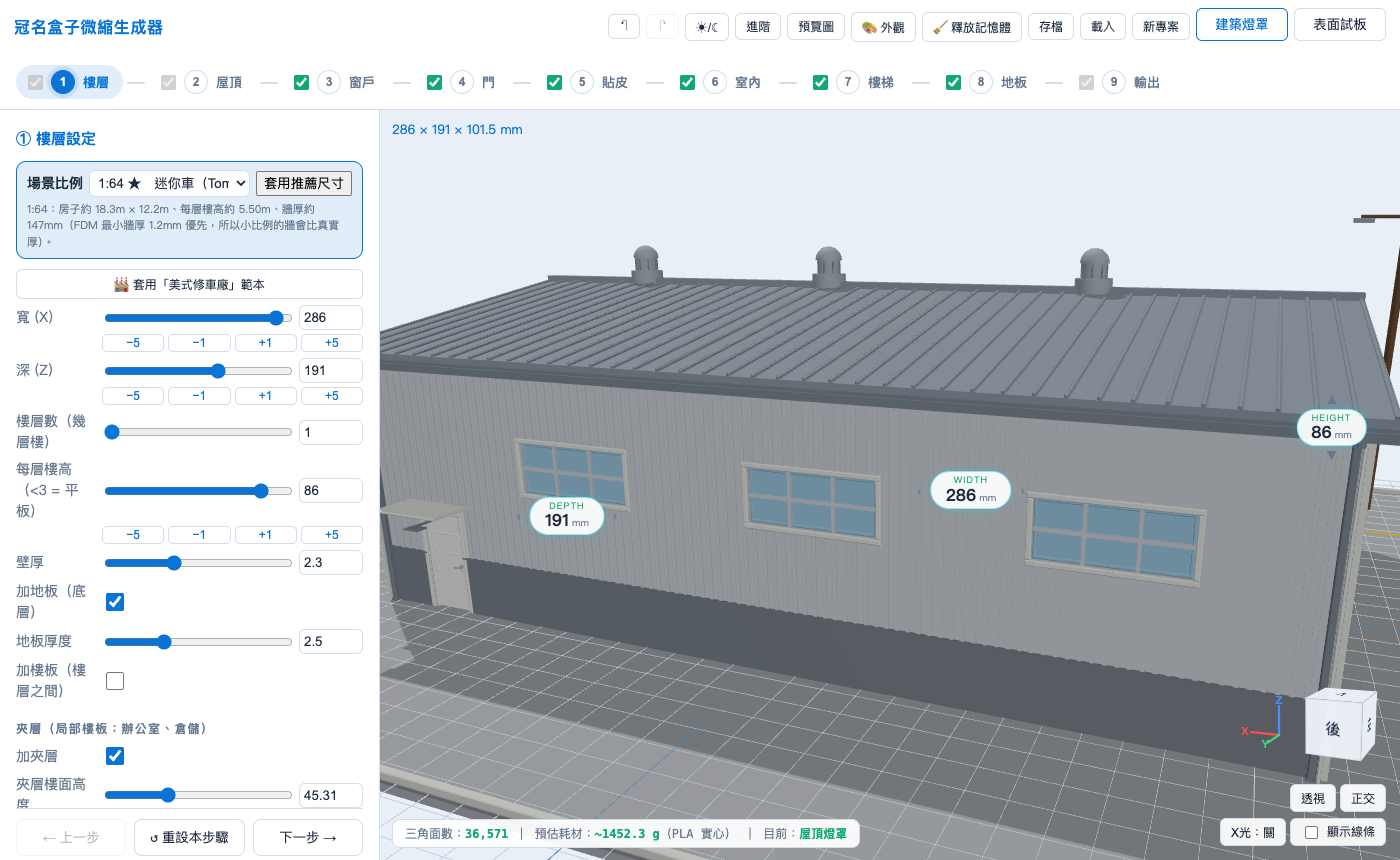 冠名盒子微縮生成器
☀/☾ 進階 預覽圖 🎨 外觀 🧹 釋放記憶體 存檔 載入 新專案 建築燈罩 表面試板
1 樓層 2 屋頂 3 窗戶 4 門 5 貼皮 6 室內 7 樓梯 8 地板 9 輸出
① 樓層設定
場景比例 1:64 ★ 迷你車（Tom 套用推薦尺寸
1:64：房子約 18.3m × 12.2m、每層樓高約 5.50m、牆厚約
147mm（FDM 最小牆厚 1.2mm 優先，所以小比例的牆會比真實
厚）。
🏭 套用「美式修車廠」範本
寬 (X) 286
−5 −1 +1 +5
深 (Z) 191
−5 −1 +1 +5
樓層數（幾
層樓） 1
每層樓高
（<3 = 平
板） 86
−5 −1 +1 +5
壁厚 2.3
加地板（底
層）
地板厚度 2.5
加樓板（樓
層之間）
夾層（局部樓板：辦公室、倉儲）
加夾層
夾層樓面高
度 45.31
← 上一步 ↺ 重設本步驟 下一步 →
286 × 191 × 101.5 mm
HEIGHT
86 mm
WIDTH
286 mm
DEPTH
191 mm
Z
X
Y
後
透視 正交
X光：關 顯示線條
三角面數：36,571 | 預估耗材：~1452.3 g (PLA 實心) | 目前：屋頂燈罩